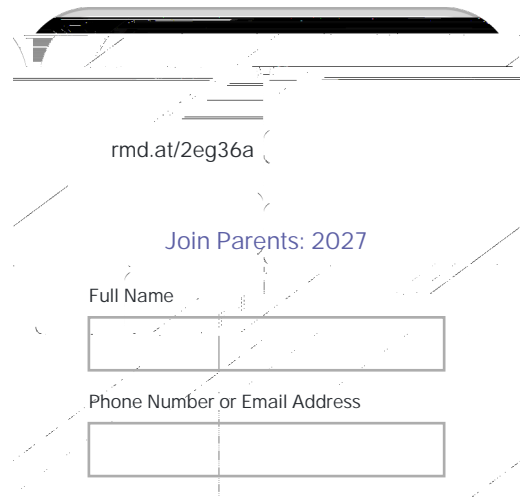 rmd.at/2eg36a
Join Parents: 2027
Full Name
Phone Number or Email Address